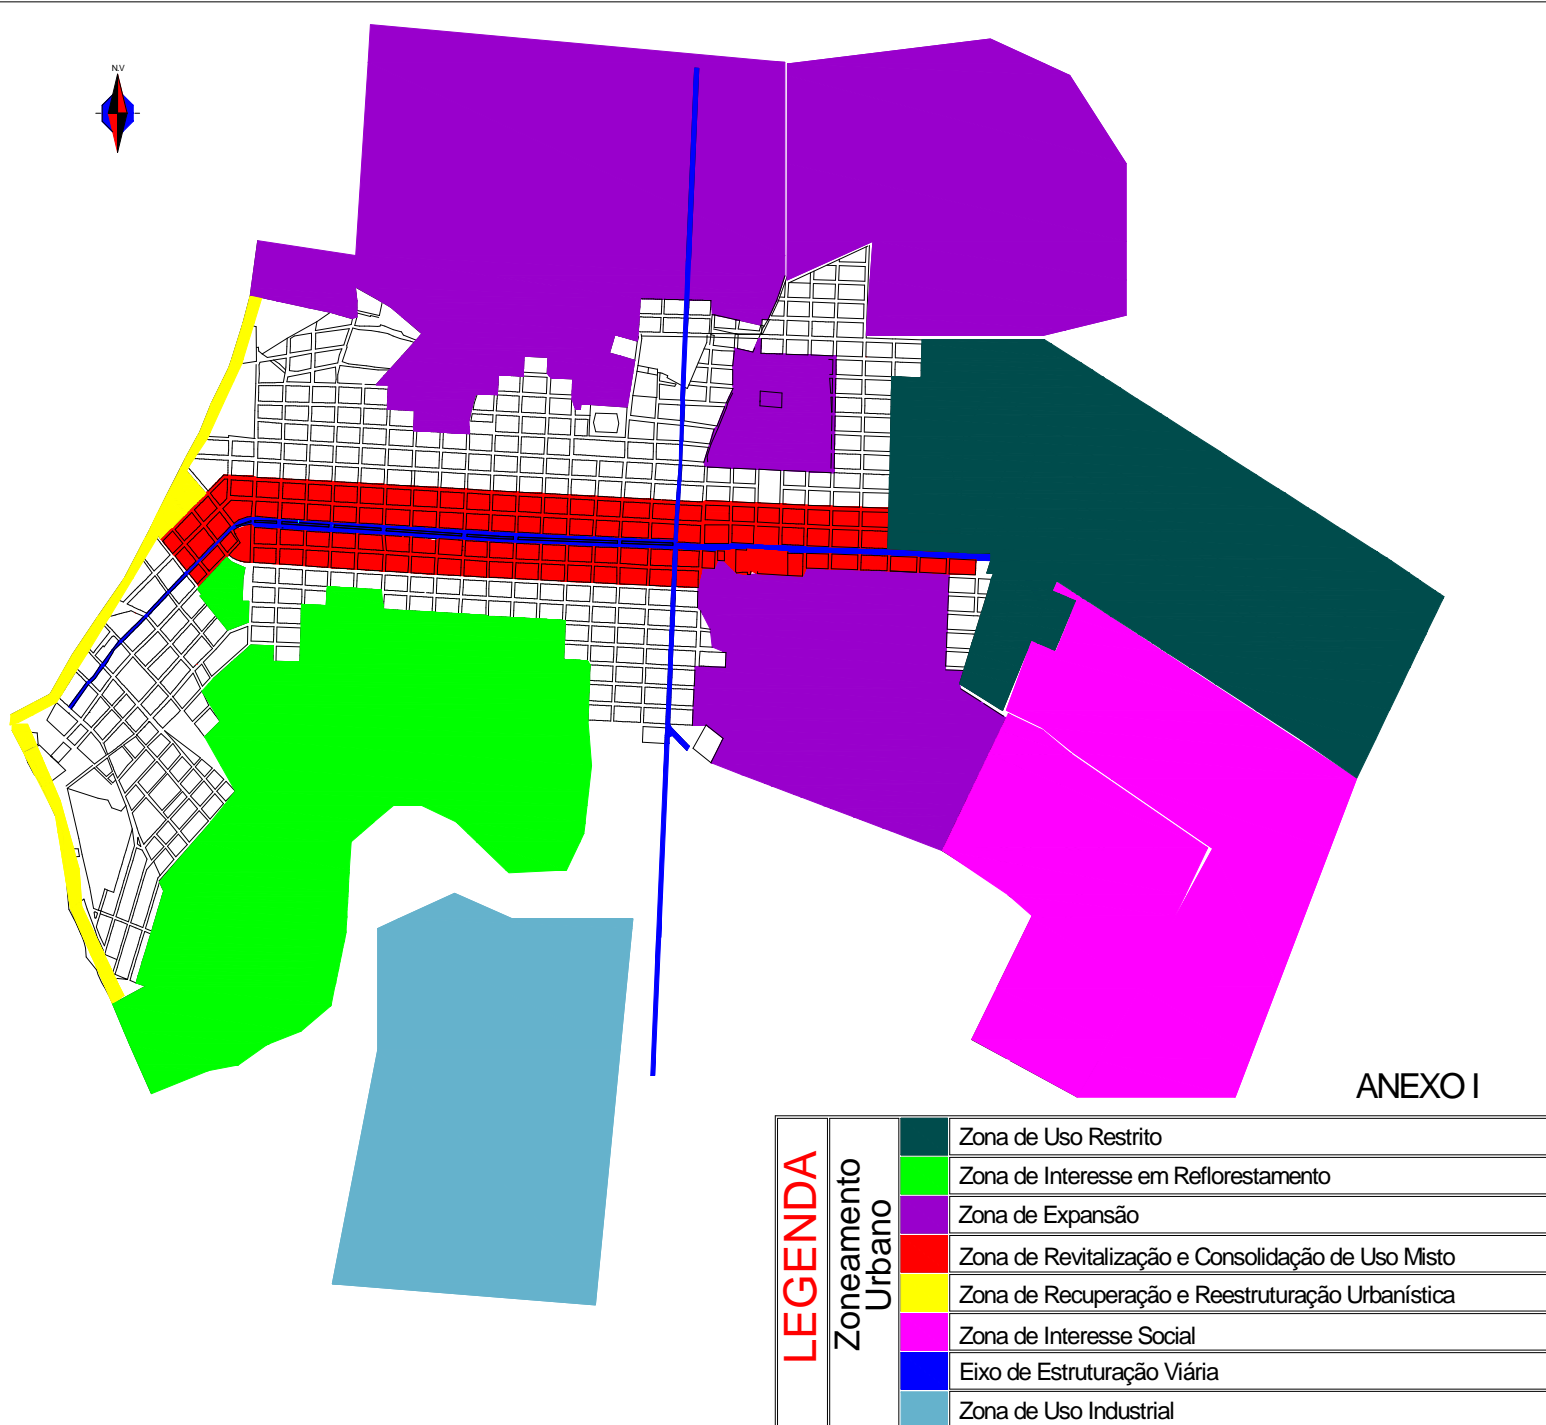 N.V
ANEXO I
LEGENDA
Zoneamento
Urbano
Zona de Uso Restrito
Zona de Interesse em Reflorestamento
Zona de Expansão
Zona de Revitalização e Consolidação de Uso Misto
Zona de Recuperação e Reestruturação Urbanística
Zona de Interesse Social
Eixo de Estruturação Viária
Zona de Uso Industrial